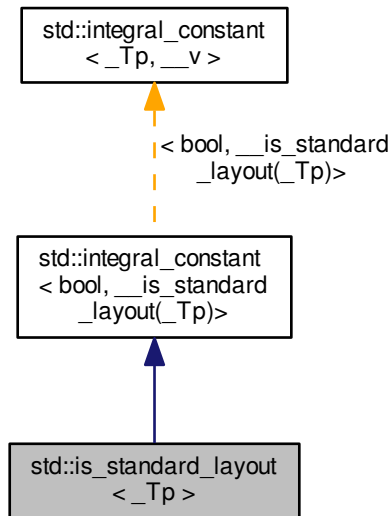 std::integral_constant
< _Tp, __v >
< bool, __is_standard
_layout(_Tp)>
std::integral_constant
< bool, __is_standard
_layout(_Tp)>
std::is_standard_layout
< _Tp >